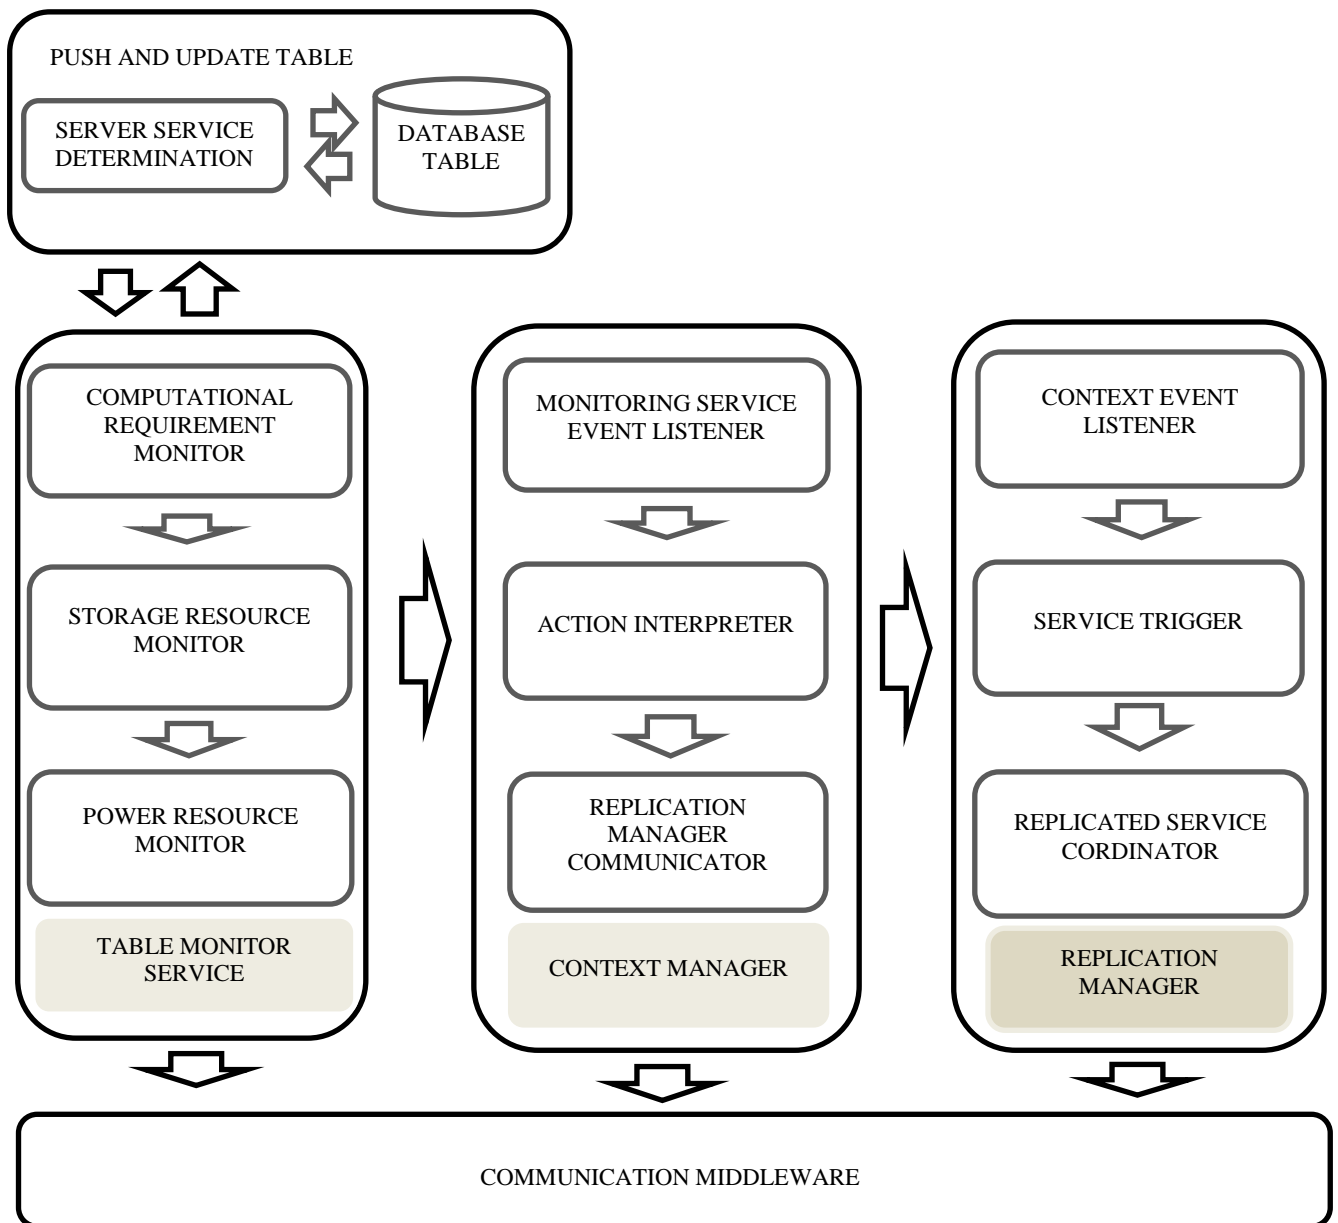 PUSH AND UPDATE TABLE
SERVER SERVICE
DETERMINATION
DATABASE
TABLE
COMPUTATIONAL
REQUIREMENT
MONITOR
STORAGE RESOURCE
MONITOR
POWER RESOURCE
MONITOR
TABLE MONITOR
SERVICE
MONITORING SERVICE
EVENT LISTENER
ACTION INTERPRETER
REPLICATION
MANAGER
COMMUNICATOR
CONTEXT MANAGER
CONTEXT EVENT
LISTENER
SERVICE TRIGGER
REPLICATED SERVICE
CORDINATOR
REPLICATION
MANAGER
COMMUNICATION MIDDLEWARE